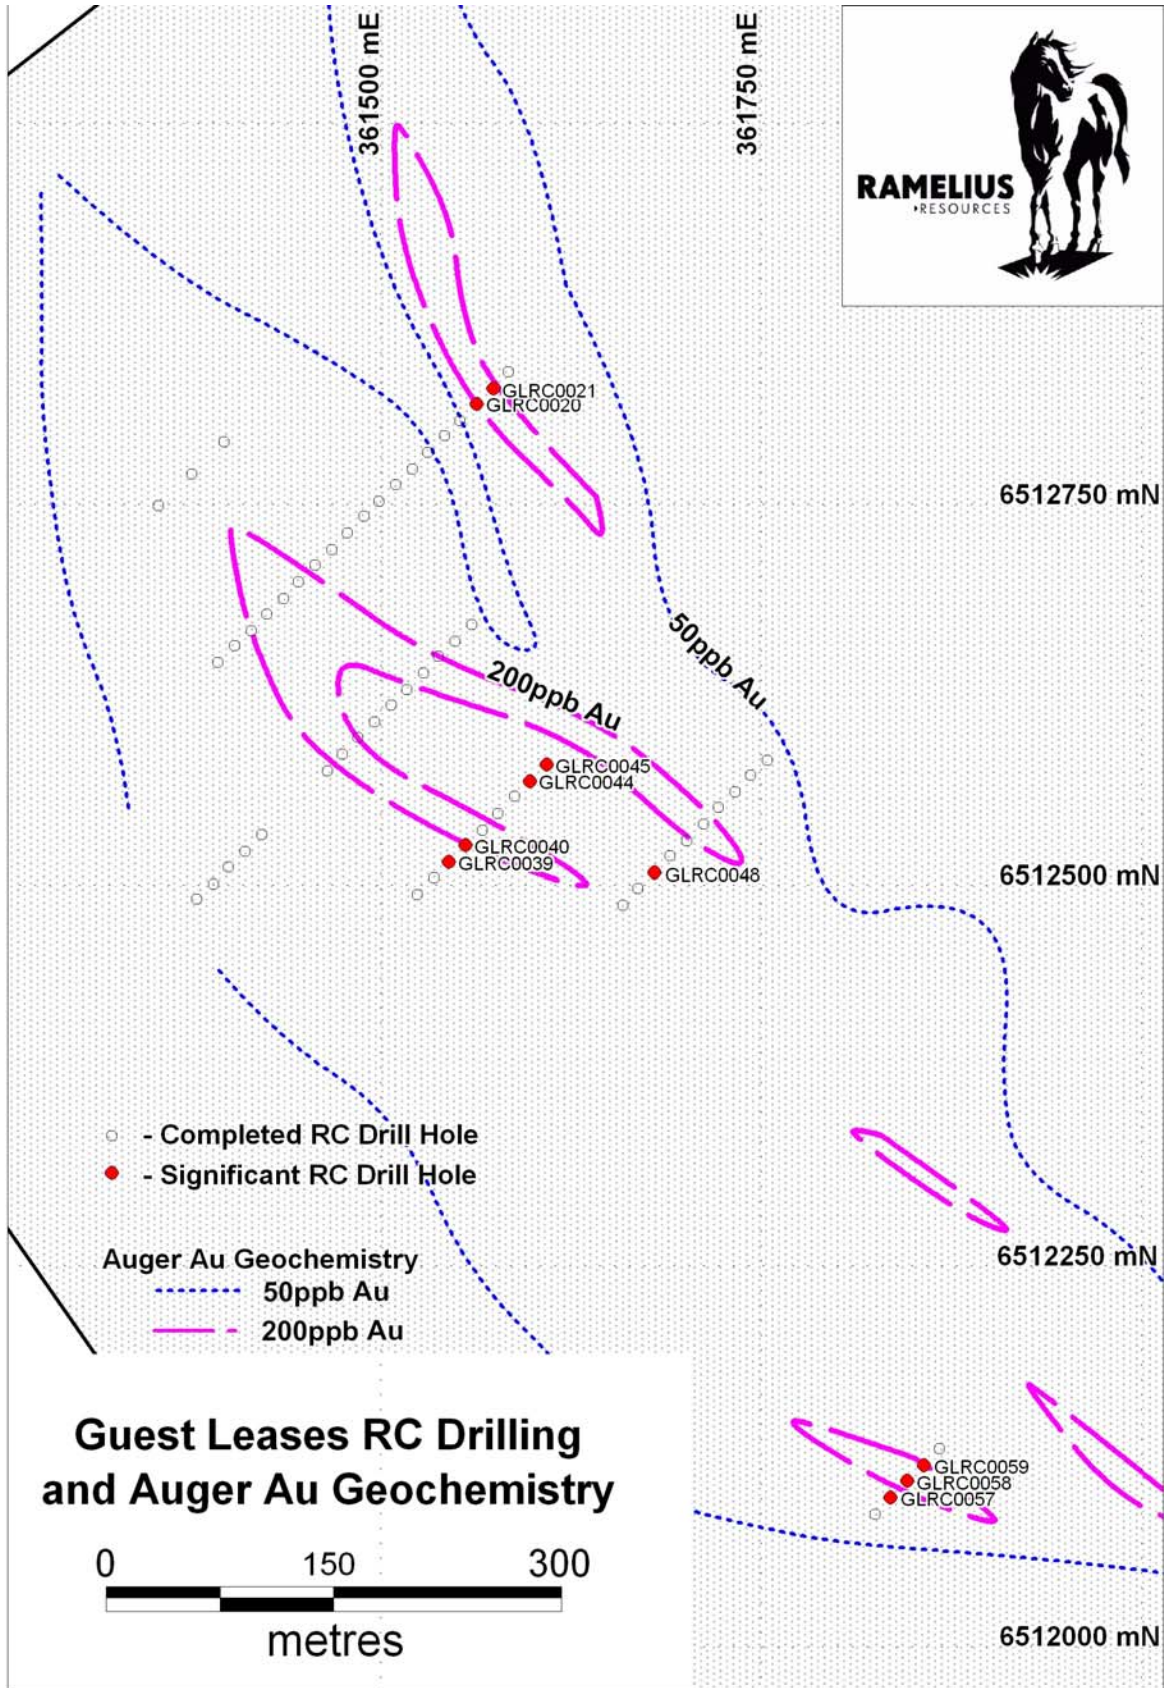 361500 mE
361750 mE
RAMELIUS
RESOURCES
GLRC0021
GLRC0020
6512750 mN
50ppb Au
200ppb Au
GLRC0045
GLRC0044
GLRC0040
GLRC0039
GLRC0048
6512500 mN
- Completed RC Drill Hole
- Significant RC Drill Hole
Auger Au Geochemistry
50ppb Au
200ppb Au
6512250 mN
Guest Leases RC Drilling
and Auger Au Geochemistry
GLRC0059
GLRC0058
GLRC0057
0 150 300
metres
6512000 mN